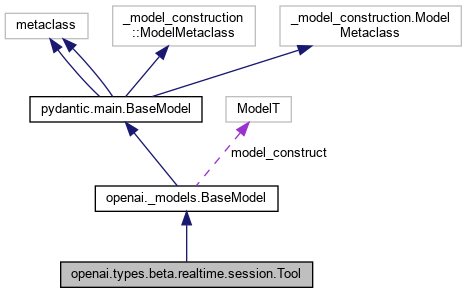 metaclass
_model_construction
::ModelMetaclass
_model_construction.Model
Metaclass
pydantic.main.BaseModel
ModelT
model_construct
openai._models.BaseModel
openai.types.beta.realtime.session.Tool